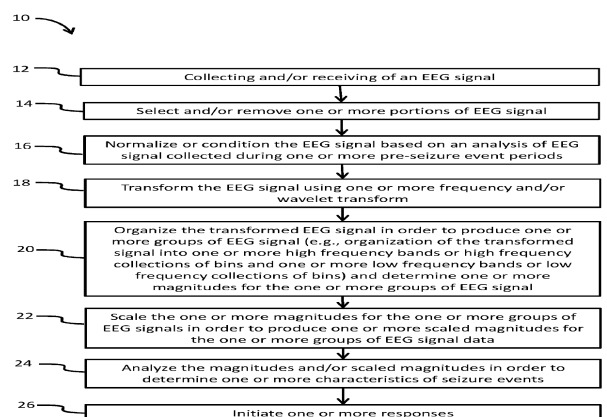 10
12
Collecting and/or receiving of an EEG signal
14
Select and/or remove one or more portions of EEG signal
16
Normalize or condition the EEG signal based on an analysis of EEG
signal collected during one or more pre-seizure event periods
18
Transform the EEG signal using one or more frequency and/or
wavelet transform
20
Organize the transformed EEG signal in order to produce one or
more groups of EEG signal (e.g., organization of the transformed
signal into one or more high frequency bands or high frequency
collections of bins and one or more low frequency bands or low
frequency collections of bins) and determine one or more
magnitudes for the one or more groups of EEG signal
22
Scale the one or more magnitudes for the one or more groups of
EEG signals in order to produce one or more scaled magnitudes for
the one or more groups of EEG signal data
24
Analyze the magnitudes and/or scaled magnitudes in order to
determine one or more characteristics of seizure events
26
Initiate one or more responses